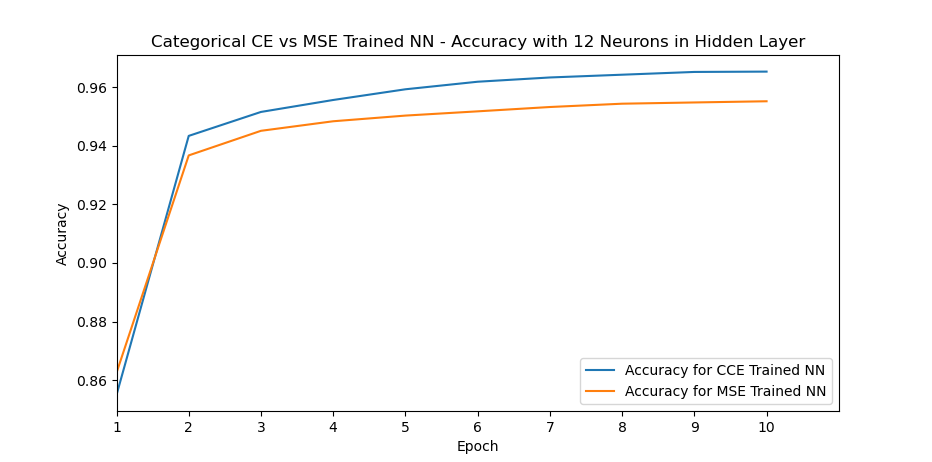 Categorical CE vs MSE Trained NN - Accuracy with 12 Neurons in Hidden Layer
Accuracy
0.96
0.94
0.92
0.90
0.88
0.86
Accuracy for CCE Trained NN
Accuracy for MSE Trained NN
1 2 3 4 5 6 7 8 9 10
Epoch